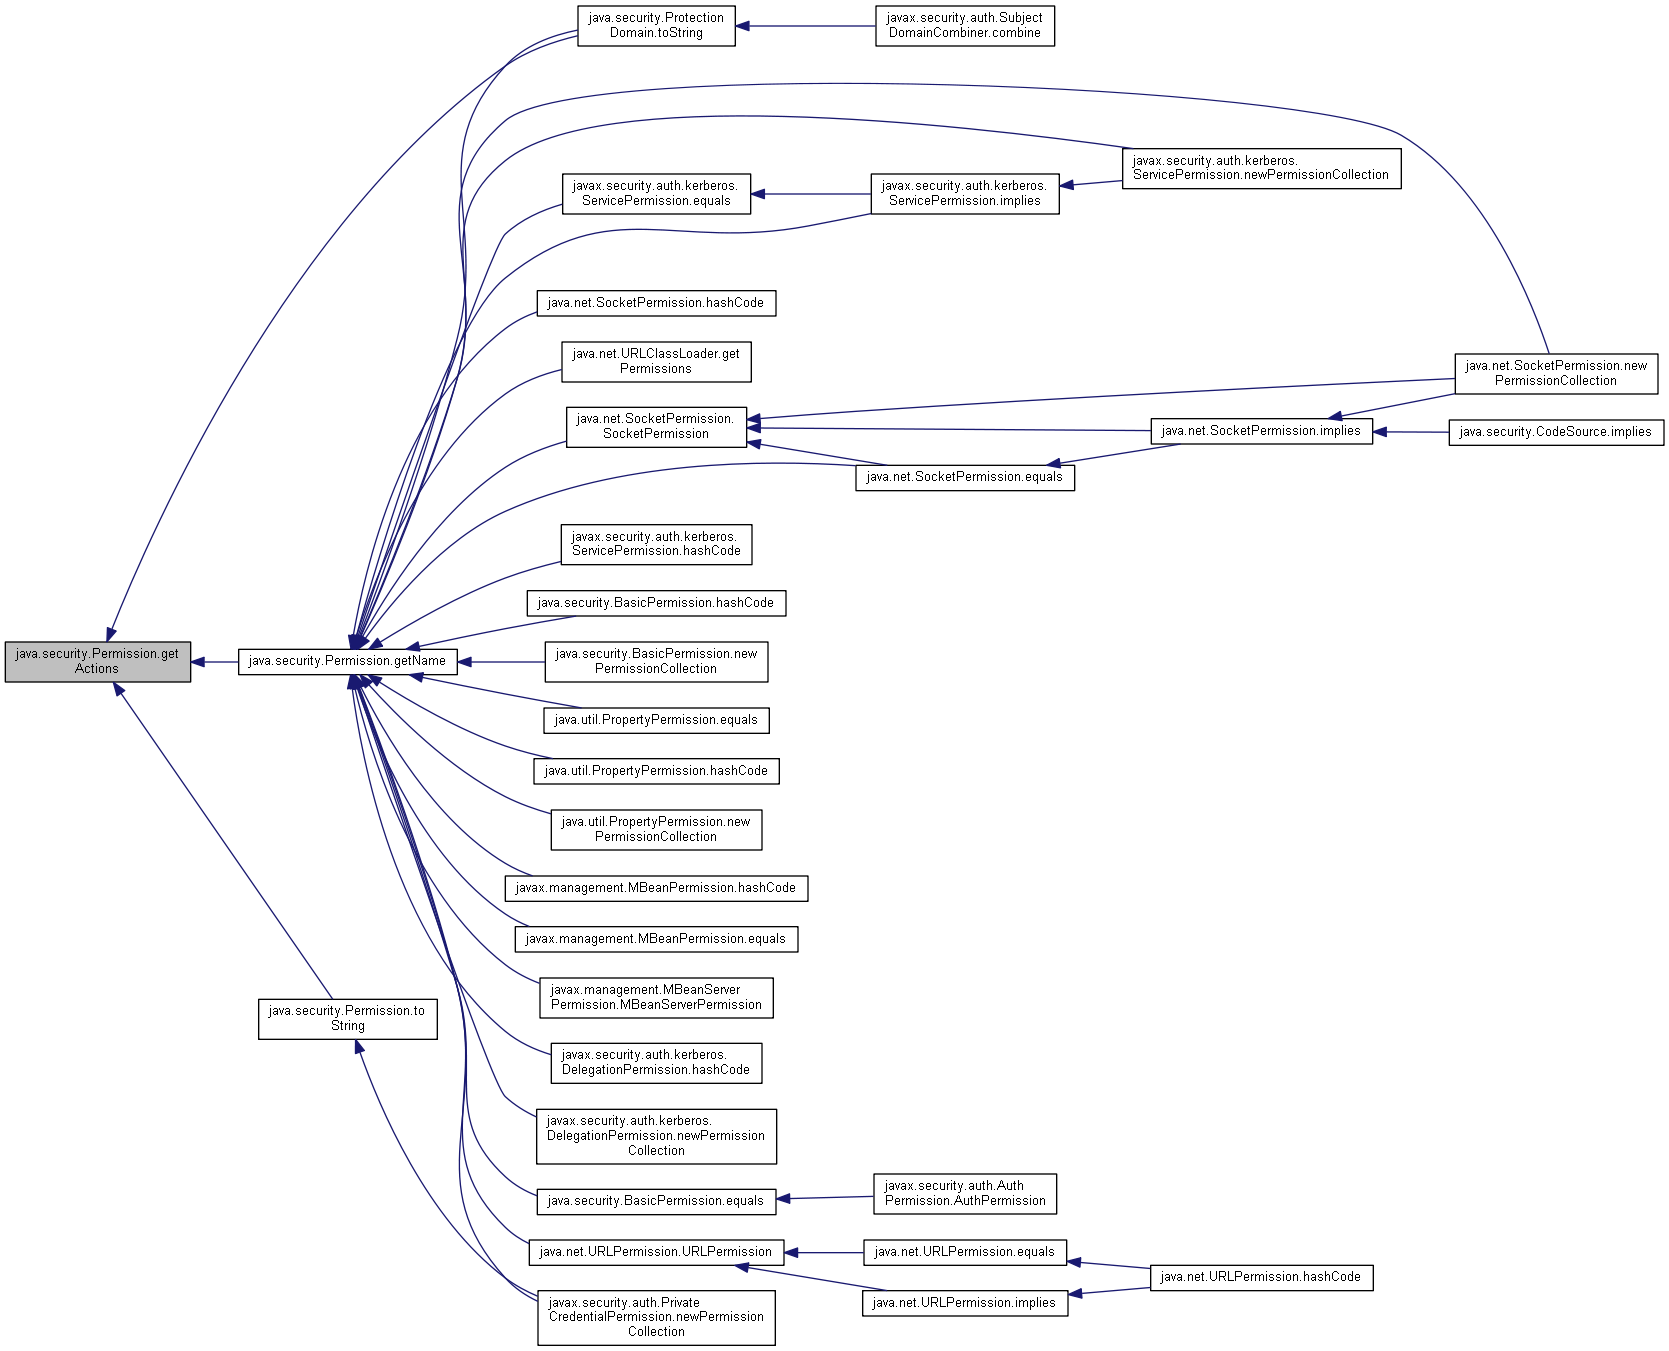 java.security.Protection
Domain.toString
javax.security.auth.Subject
DomainCombiner.combine
javax.security.auth.kerberos.
ServicePermission.newPermissionCollection
javax.security.auth.kerberos.
ServicePermission.equals
javax.security.auth.kerberos.
ServicePermission.implies
java.net.SocketPermission.hashCode
java.net.URLClassLoader.get
Permissions
java.net.SocketPermission.new
PermissionCollection
java.net.SocketPermission.
SocketPermission
java.net.SocketPermission.implies
java.security.CodeSource.implies
java.net.SocketPermission.equals
javax.security.auth.kerberos.
ServicePermission.hashCode
java.security.BasicPermission.hashCode
java.security.Permission.get
Actions
java.security.Permission.getName
java.security.BasicPermission.new
PermissionCollection
java.util.PropertyPermission.equals
java.util.PropertyPermission.hashCode
java.util.PropertyPermission.new
PermissionCollection
javax.management.MBeanPermission.hashCode
javax.management.MBeanPermission.equals
javax.management.MBeanServer
Permission.MBeanServerPermission
java.security.Permission.to
String
javax.security.auth.kerberos.
DelegationPermission.hashCode
javax.security.auth.kerberos.
DelegationPermission.newPermission
Collection
java.security.BasicPermission.equals
javax.security.auth.Auth
Permission.AuthPermission
java.net.URLPermission.URLPermission
java.net.URLPermission.equals
java.net.URLPermission.hashCode
java.net.URLPermission.implies
javax.security.auth.Private
CredentialPermission.newPermission
Collection